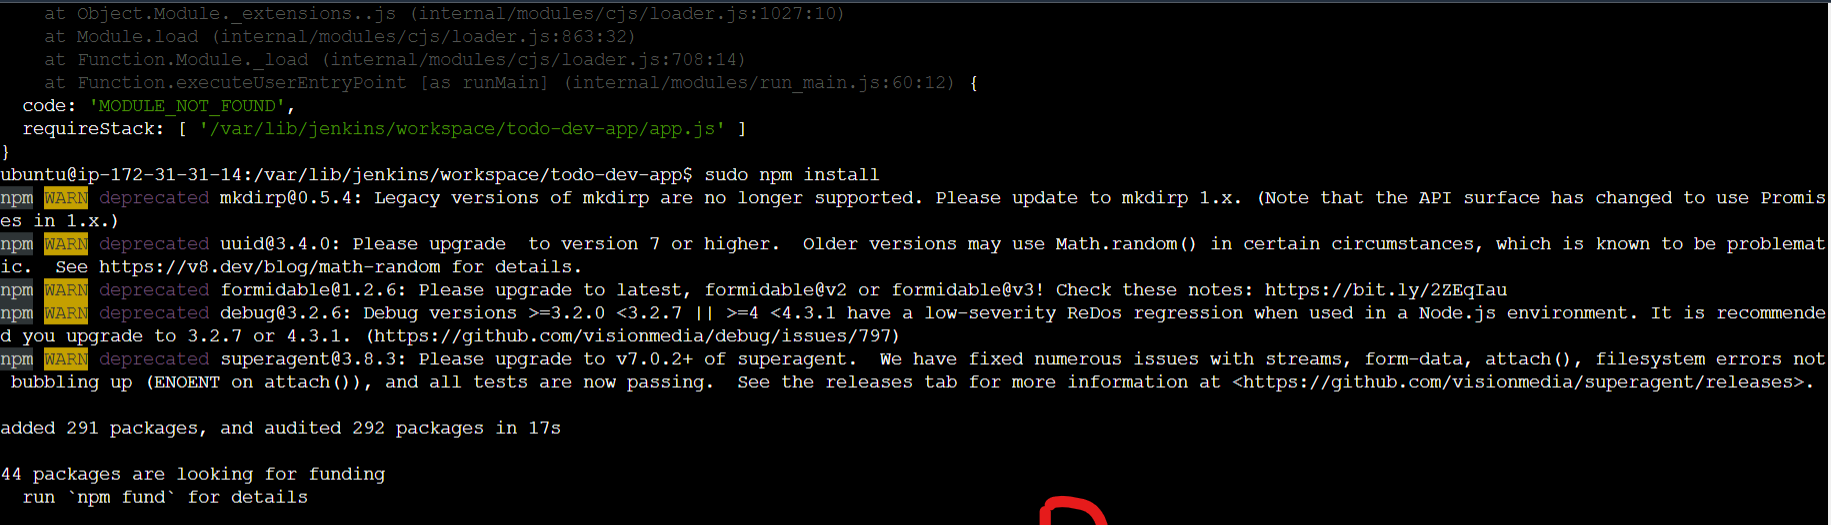 at Object.Module._extensions..js (internal/modules/cjs/loader.js:1027:10)
at Module.load (internal/modules/cjs/loader.js:863:32)
at Function.Module._load (internal/modules/cjs/loader.js:708:14)
at Function.executeUserEntryPoint [as runMain] (internal/modules/run_main.js:60:12) {
code: 'MODULE_NOT_FOUND',
requireStack: [ '/var/lib/jenkins/workspace/todo-dev-app/app.js' ]
}
ubuntu@ip-172-31-31-14:/var/lib/jenkins/workspace/todo-dev-app$ sudo npm install
npm WARN deprecated mkdirp@0.5.4: Legacy versions of mkdirp are no longer supported. Please update to mkdirp 1.x. (Note that the API surface has changed to use Promis
es in 1.x.)
npm WARN deprecated uuid@3.4.0: Please upgrade  to version 7 or higher.  Older versions may use Math.random() in certain circumstances, which is known to be problemat
ic.  See https://v8.dev/blog/math-random for details.
npm WARN deprecated formidable@1.2.6: Please upgrade to latest, formidable@v2 or formidable@v3! Check these notes: https://bit.ly/2ZEqIau
npm WARN deprecated debug@3.2.6: Debug versions >=3.2.0 <3.2.7 || >=4 <4.3.1 have a low-severity ReDos regression when used in a Node.js environment. It is recommende
d you upgrade to 3.2.7 or 4.3.1. (https://github.com/visionmedia/debug/issues/797)
npm WARN deprecated superagent@3.8.3: Please upgrade to v7.0.2+ of superagent.  We have fixed numerous issues with streams, form-data, attach(), filesystem errors not
bubbling up (ENOENT on attach()), and all tests are now passing.  See the releases tab for more information at <https://github.com/visionmedia/superagent/releases>.
added 291 packages, and audited 292 packages in 17s
44 packages are looking for funding
run `npm fund` for details